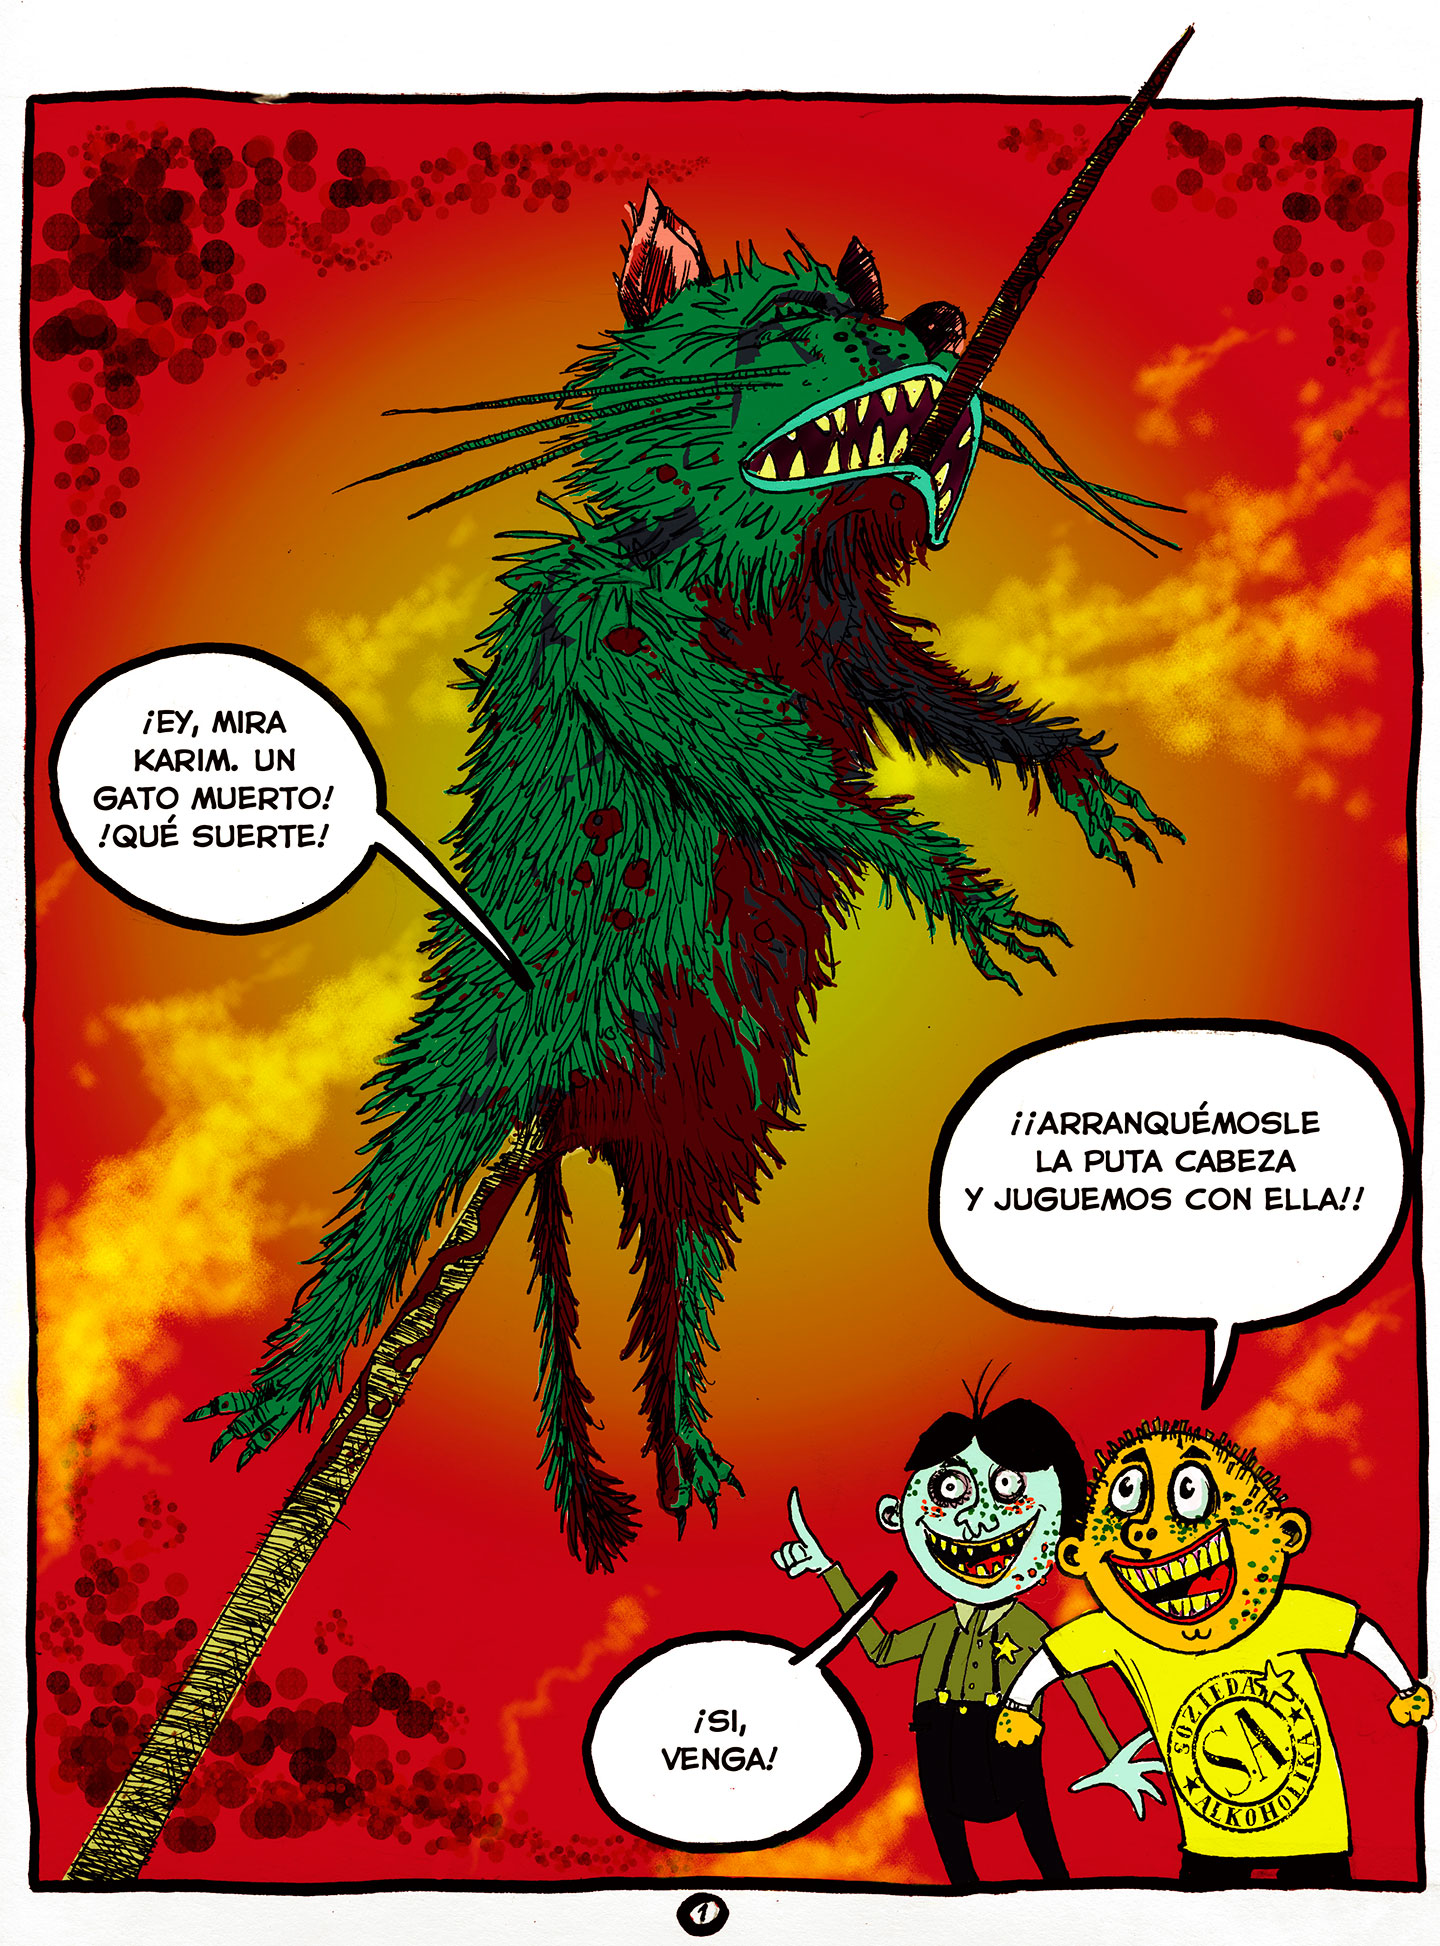 ¡EY, MIRA
KARIM. UN
GATO MUERTO!
!QUÉ SUERTE!
¡¡ARRANQUÉMOSLE
LA PUTA CABEZA
Y JUGUEMOS CON ELLA!!
¡SI,
VENGA!
SOZIEDA
S.A.
ALKOHOLIKA
1